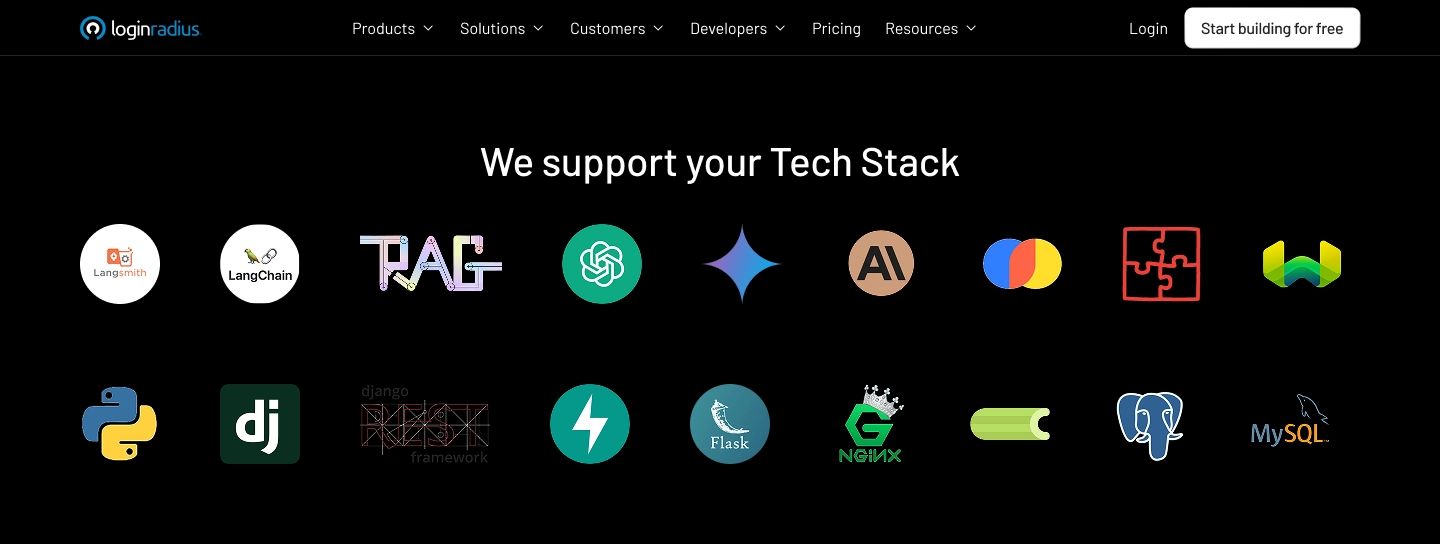 loginradius
Products Solutions Customers Developers Pricing Resources Login Start building for free
We support your Tech Stack
Langsmith
LangChain
RAG
AI
dj
django
REST
framework
Flask
G
NGiNX
MySQL